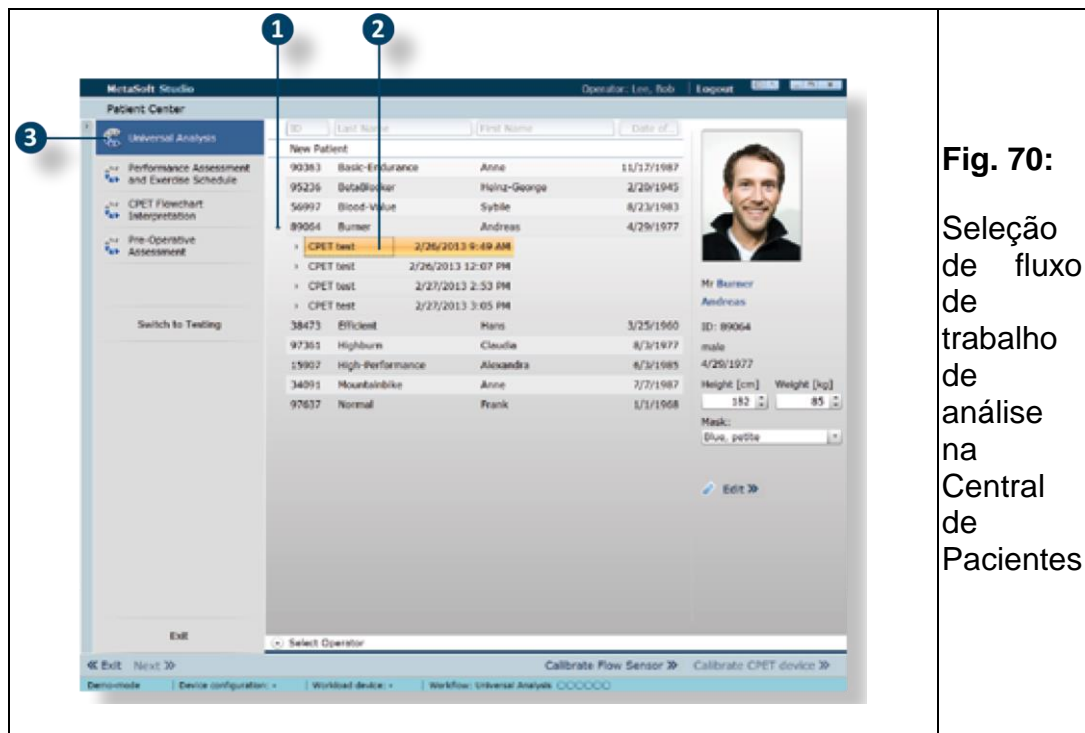 1 2
3
MetaSoft Studio Operator: Lee, Bob Logout
Patient Center
Universal Analysis
Performance Assessment
and Exercise Schedule
CPET Flowchart
Interpretation
Pre-Operative
Assessment
Switch to Testing
Exit
ID Last Name First Name Date of...
New Patient
90363 Basic-Endurance Anne 11/17/1987
95236 BetaBlocker Heinz-George 2/20/1945
56997 Blood-Value Sybile 8/23/1983
89064 Burner Andreas 4/29/1977
CPET test 2/26/2013 9:49 AM
CPET test 2/26/2013 12:07 PM
CPET test 2/27/2013 2:53 PM
CPET test 2/27/2013 3:05 PM
38473 Efficient Hans 3/25/1960
97361 Highburn Claudia 8/3/1977
15907 High-Performance Alexandra 6/3/1985
34091 Mountainbike Anne 7/7/1987
97637 Normal Frank 1/1/1968
Mr Burner
Andreas
ID: 89064
male
4/29/1977
Height [cm] Weight [kg]
182 85
Mask:
Blue, petite
Edit »
Select Operator
« Exit Next » Calibrate Flow Sensor » Calibrate CPET device »
Demo-mode Device configuration: - Workload device: - Workflow: Universal Analysis
Fig. 70:
Seleção
de fluxo
de
trabalho
de
análise
na
Central
de
Pacientes